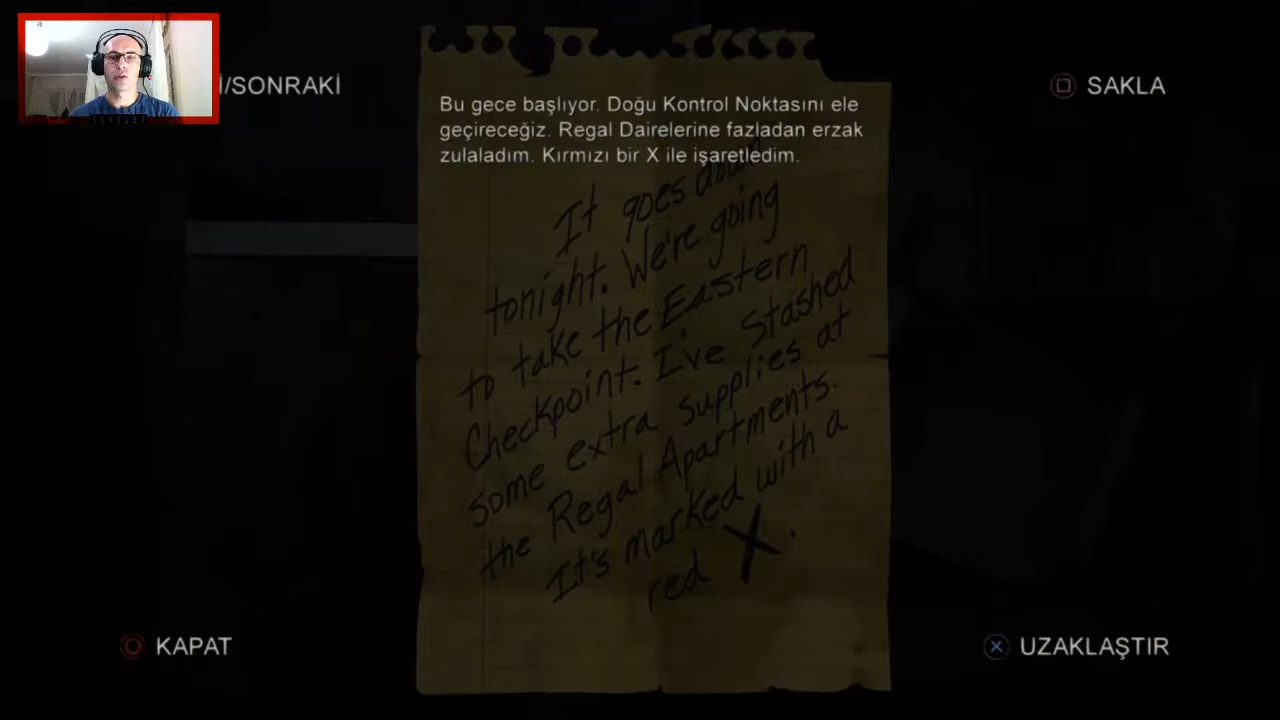 İ/SONRAKİ
SAKLA
Bu gece başlıyor. Doğu Kontrol Noktasını ele
geçireceğiz. Regal Dairelerine fazladan erzak
zulaladım. Kırmızı bir X ile işaretledim.
It goes down
tonight. We're going
to take the Eastern
Checkpoint. I've stashed
some extra supplies at
the Regal Apartments.
It's marked with a
red X.
KAPAT
UZAKLAŞTIR